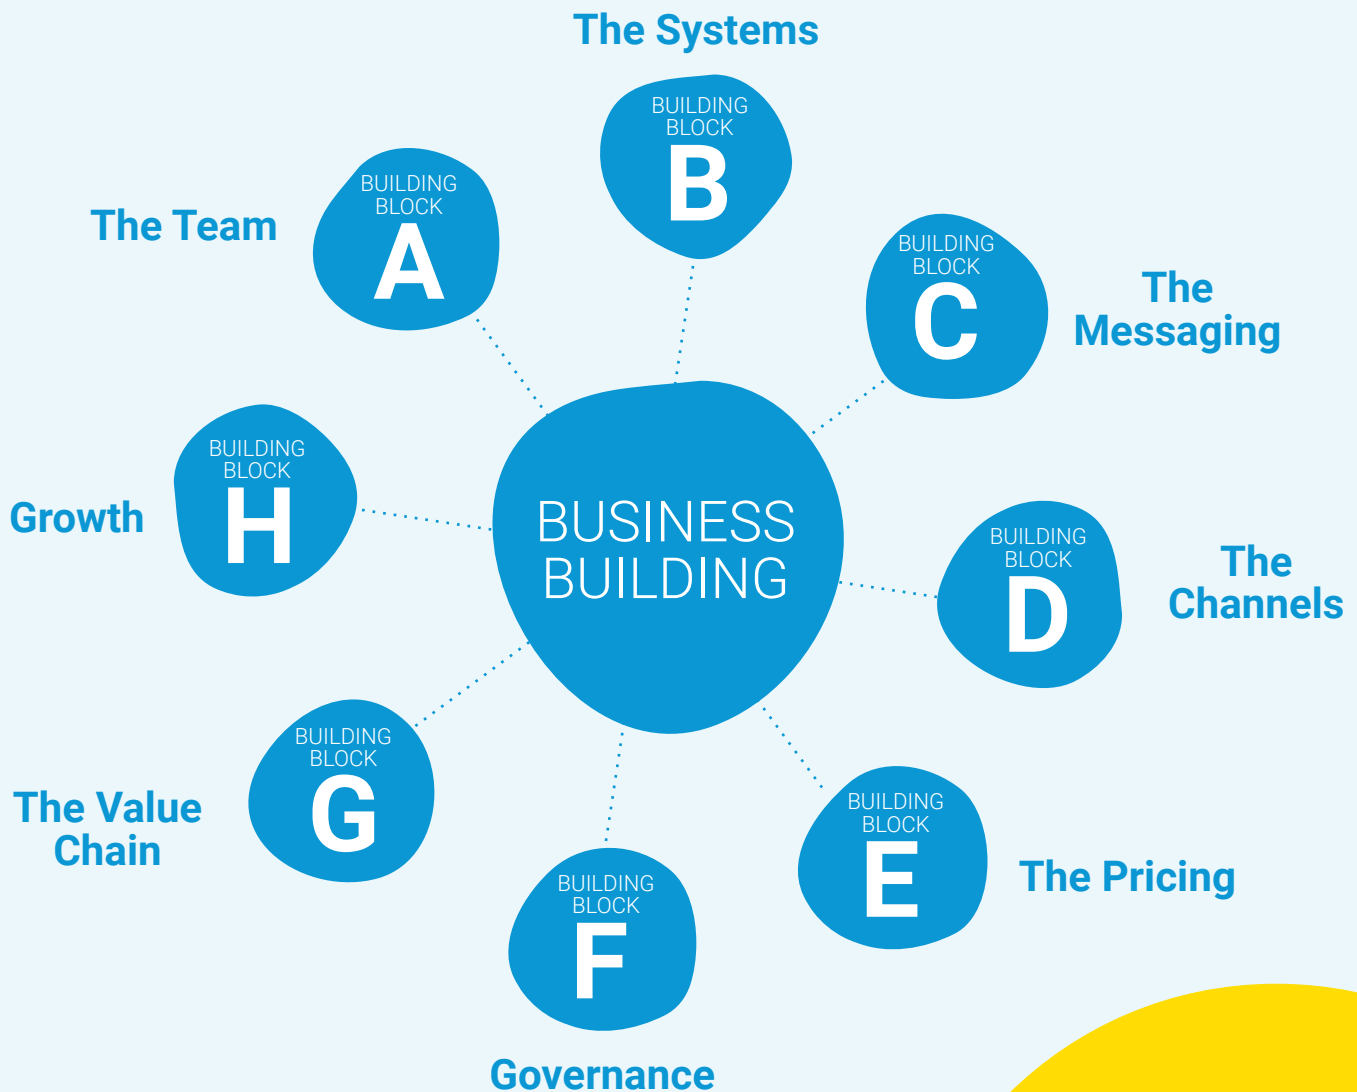 The Systems
BUILDING
BLOCK
B
The Team
BUILDING
BLOCK
A
BUILDING
BLOCK
C
The
Messaging
Growth
BUILDING
BLOCK
H
BUSINESS
BUILDING
BUILDING
BLOCK
D
The
Channels
The Value
Chain
BUILDING
BLOCK
G
BUILDING
BLOCK
E
The Pricing
BUILDING
BLOCK
F
Governance